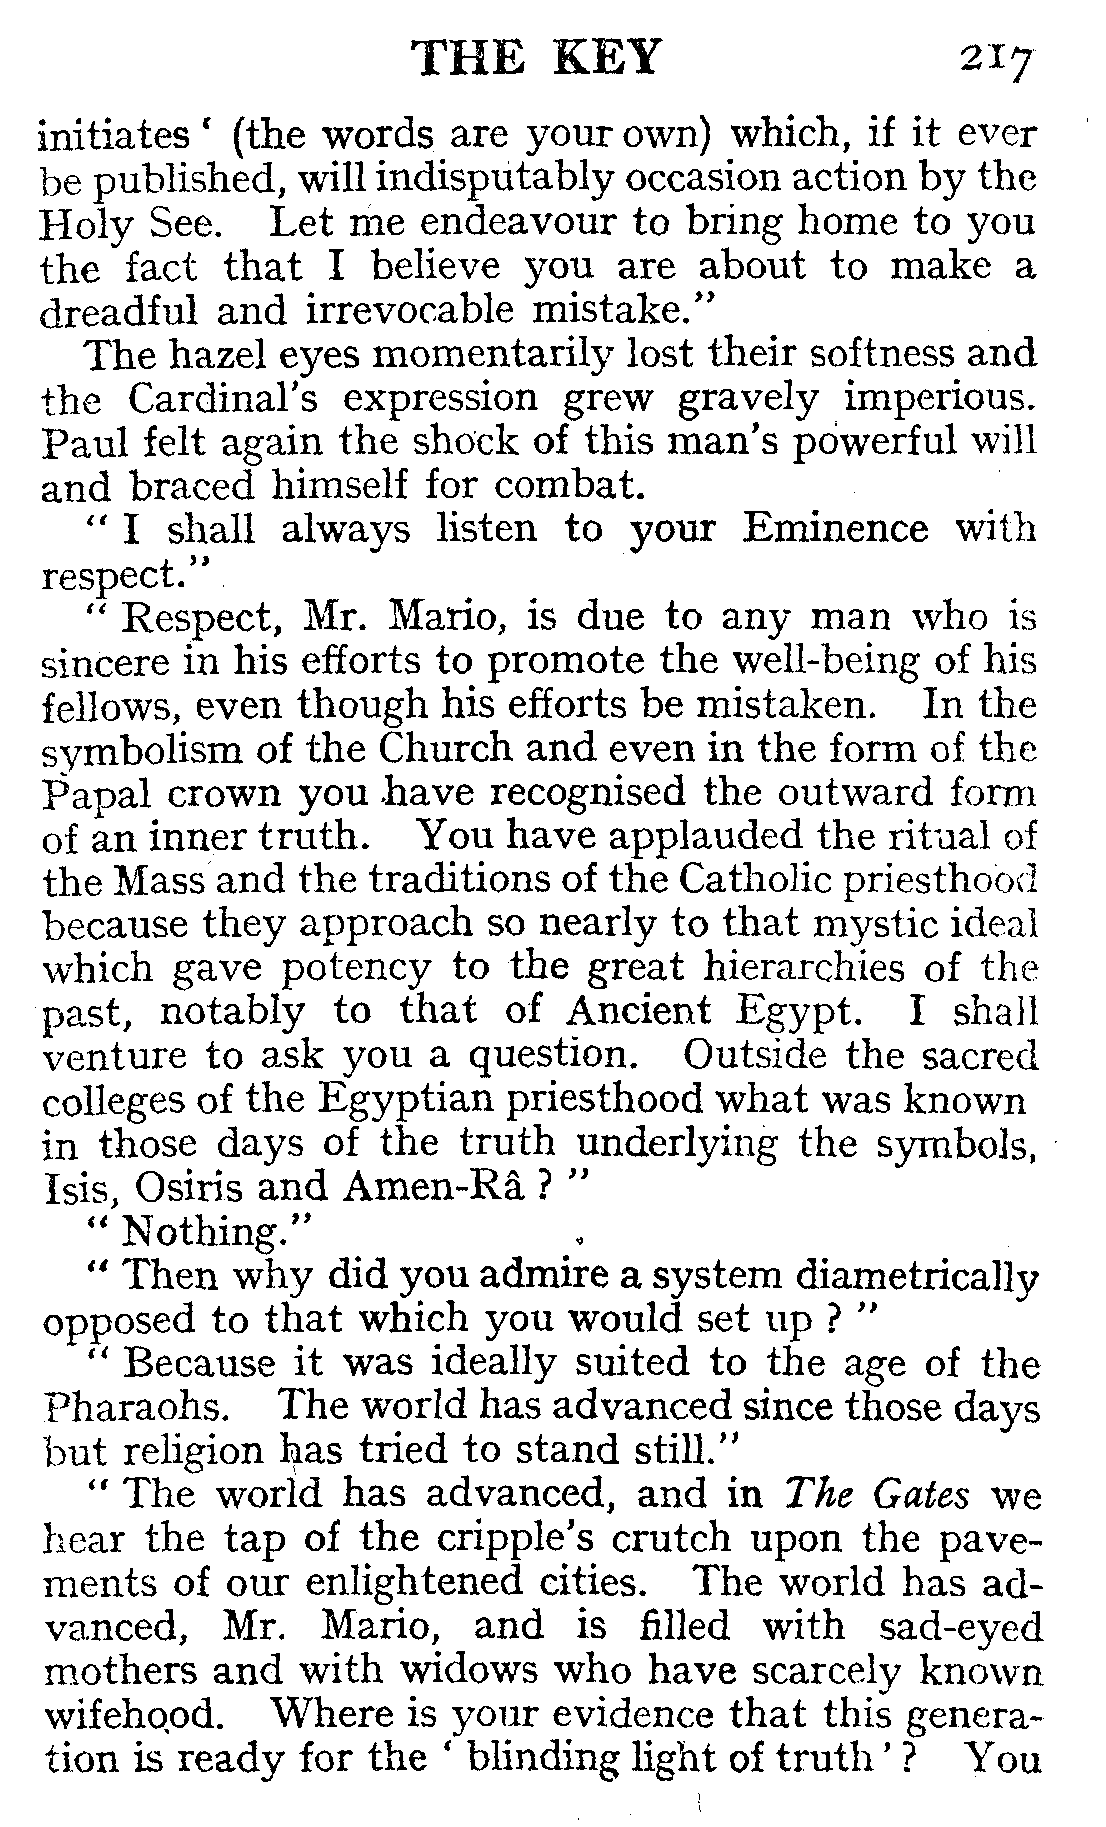 THE KEY 217
initiates ‘ (the words are your own) which, if it ever
be published, will indisputably occasion action by the
Holy See. Let me endeavour to bring home to you
the fact that I believe you are about to make a
dreadful and irrevocable mistake.”
The hazel eyes momentarily lost their softness and
the Cardinal’s expression grew gravely imperious.
Paul felt again the shock of this man’s powerful will
and braced himself for combat.
“ I shall always listen to your Eminence with
respect.”
“ Respect, Mr. Mario, is due to any man who is
sincere in his efforts to promote the well-being of his
fellows, even though his efforts be mistaken. In the
symbolism of the Church and even in the form of the
Papal crown you have recognised the outward form
of an inner truth. You have applauded the ritual of
the Mass and the traditions of the Catholic priesthood
because they approach so nearly to that mystic ideal
which gave potency to the great hierarchies of the
past, notably to that of Ancient Egypt. I shall
venture to ask you a question. Outside the sacred
colleges of the Egyptian priesthood what was known
in those days of the truth underlying the symbols,
Isis, Osiris and Amen-Râ ? ”
“ Nothing.”
“ Then why did you admire a system diametrically
opposed to that which you would set up ? ”
“ Because it was ideally suited to the age of the
Pharaohs. The world has advanced since those days
but religion has tried to stand still.”
“ The world has advanced, and in The Gates we
hear the tap of the cripple’s crutch upon the pave-
ments of our enlightened cities. The world has ad-
vanced, Mr. Mario, and is filled with sad-eyed
mothers and with widows who have scarcely known
wifehood. Where is your evidence that this genera-
tion is ready for the ‘ blinding light of truth ’ ? You